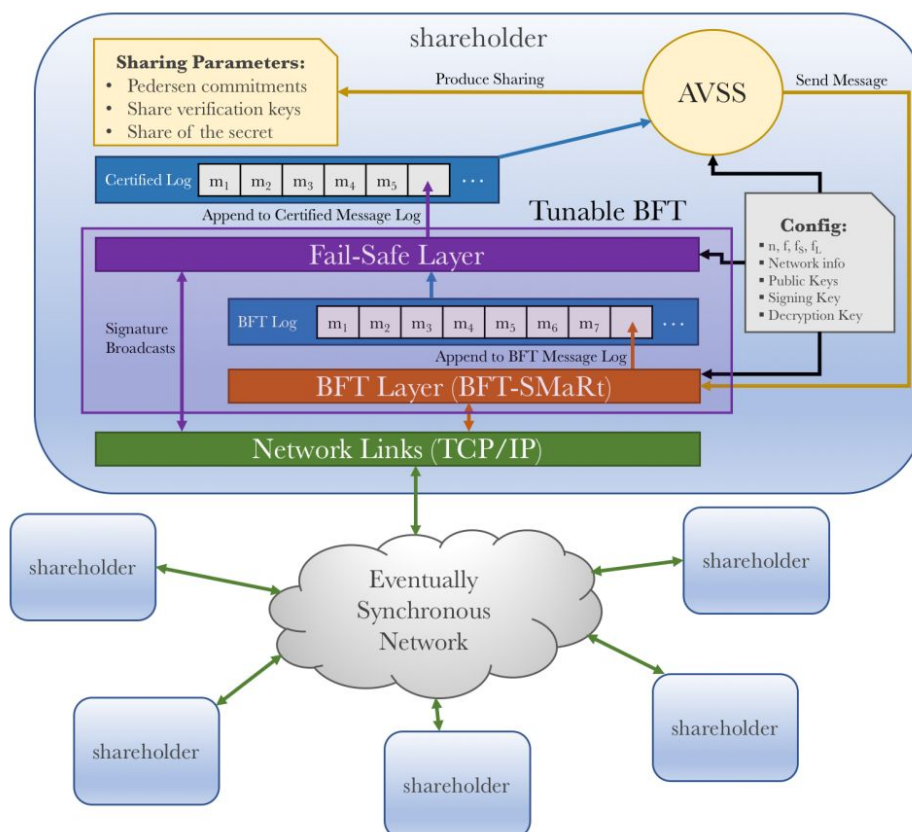 shareholder
Sharing Parameters:
• Pedersen commitments
• Share verification keys
• Share of the secret
Produce Sharing
AVSS
Send Message
Certified Log
m₁ m₂ m₃ m₄ m₅ ...
Append to Certified Message Log
Tunable BFT
Config:
▪ n, f, fS, fL
▪ Network info
▪ Public Keys
▪ Signing Key
▪ Decryption Key
Fail-Safe Layer
Signature
Broadcasts
BFT Log
m₁ m₂ m₃ m₄ m₅ m₆ m₇ ...
Append to BFT Message Log
BFT Layer (BFT-SMaRt)
Network Links (TCP/IP)
shareholder
shareholder
Eventually
Synchronous
Network
shareholder
shareholder
shareholder